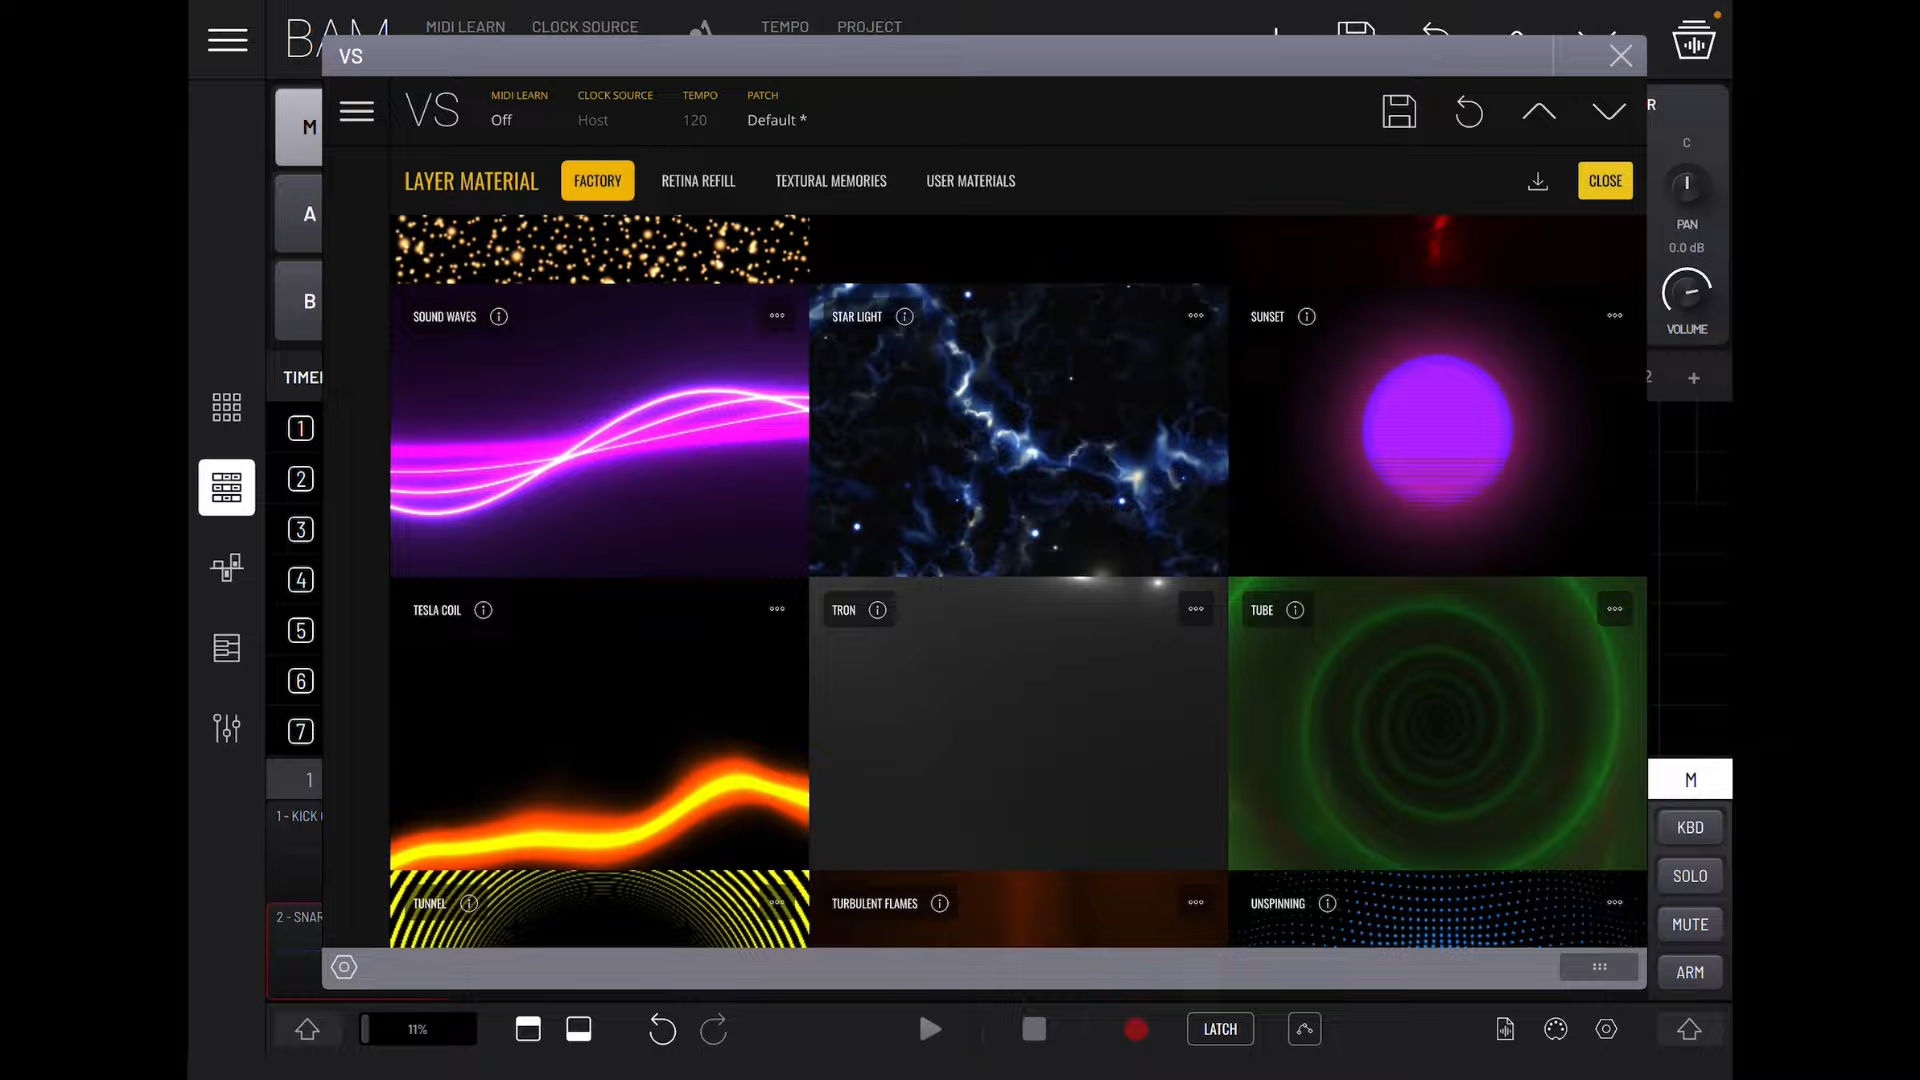 BAM MIDI LEARN CLOCK SOURCE TEMPO PROJECT
VS
VS MIDI LEARN CLOCK SOURCE TEMPO PATCH
Off Host 120 Default *
LAYER MATERIAL FACTORY RETINA REFILL TEXTURAL MEMORIES USER MATERIALS CLOSE
M
A
B
R
C
PAN
0.0 dB
VOLUME
SOUND WAVES STAR LIGHT SUNSET
TIME
2 +
1
2
3
4
5
6
7
TESLA COIL TRON TUBE
TUNNEL TURBULENT FLAMES UNSPINNING
1
1 - KICK
2 - SNAR
M
KBD
SOLO
MUTE
ARM
11% LATCH